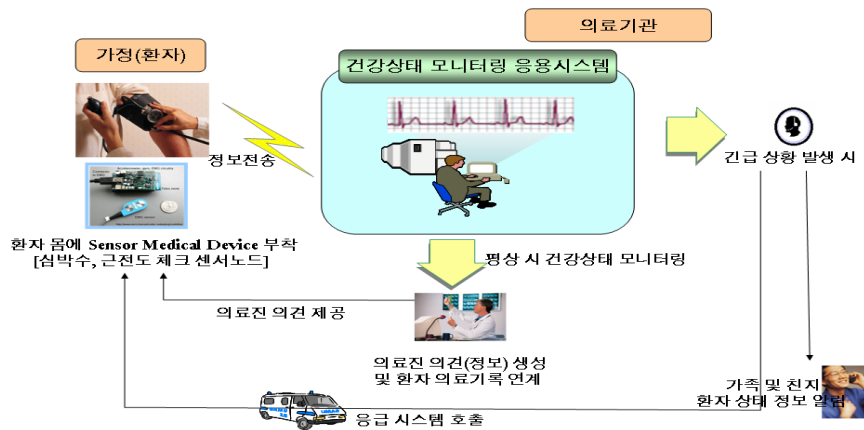 의료기관
가정(환자)
건강상태 모니터링 응용시스템
정보전송
긴급 상황 발생 시
환자 몸에 Sensor Medical Device 부착
[심박수, 근전도 체크 센서노드]
평상 시 건강상태 모니터링
의료진 의견 제공
의료진 의견(정보) 생성
및 환자 의료기록 연계
가족 및 친지
환자 상태 정보 알림
응급 시스템 호출